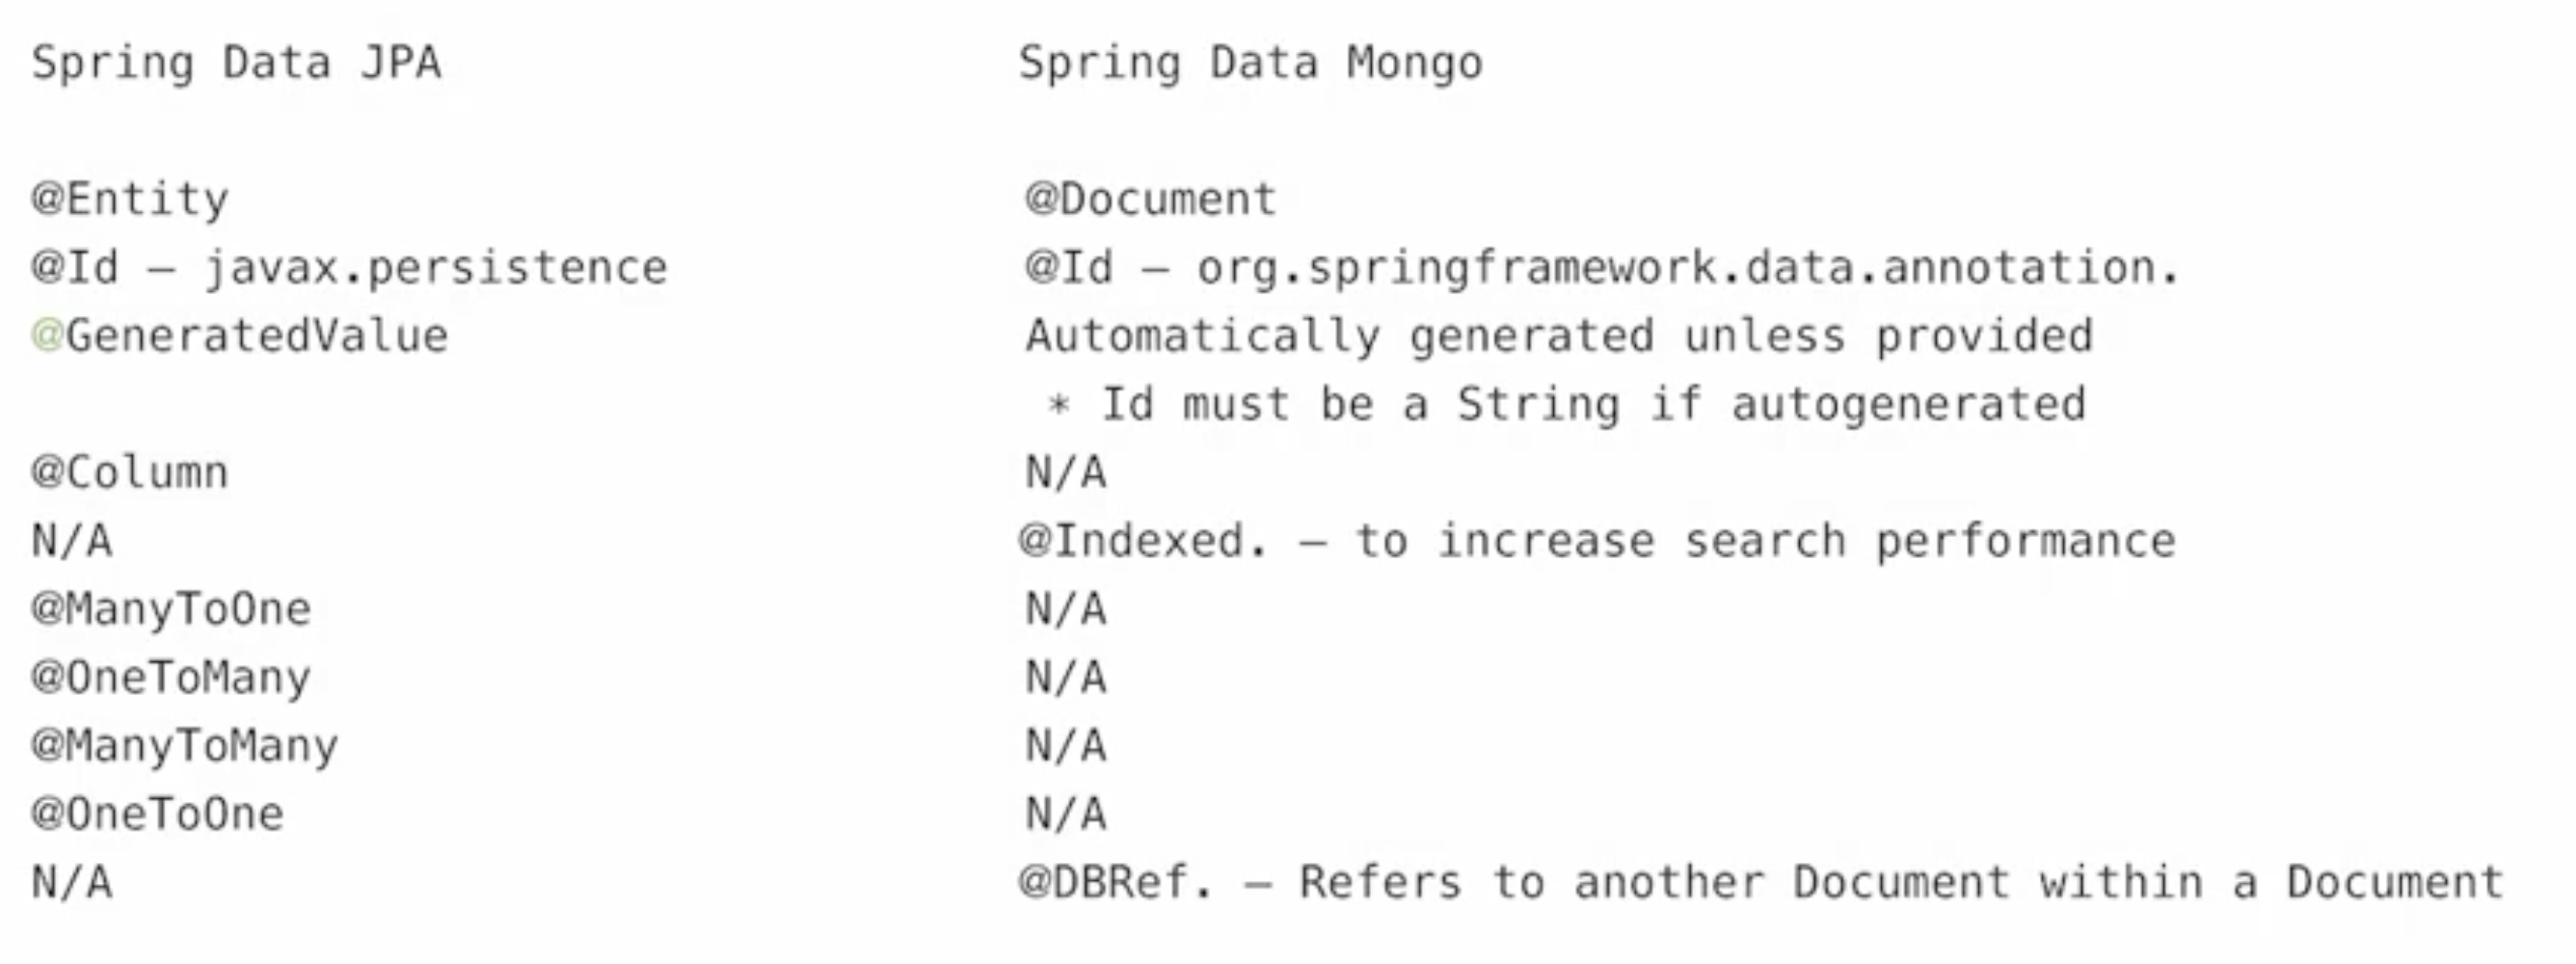 Spring Data JPA	Spring Data Mongo
@Entity	@Document
@Id – javax.persistence	@Id – org.springframework.data.annotation.
@GeneratedValue	Automatically generated unless provided
* Id must be a String if autogenerated
@Column	N/A
N/A	@Indexed. – to increase search performance
@ManyToOne	N/A
@OneToMany	N/A
@ManyToMany	N/A
@OneToOne	N/A
N/A	@DBRef. – Refers to another Document within a Document